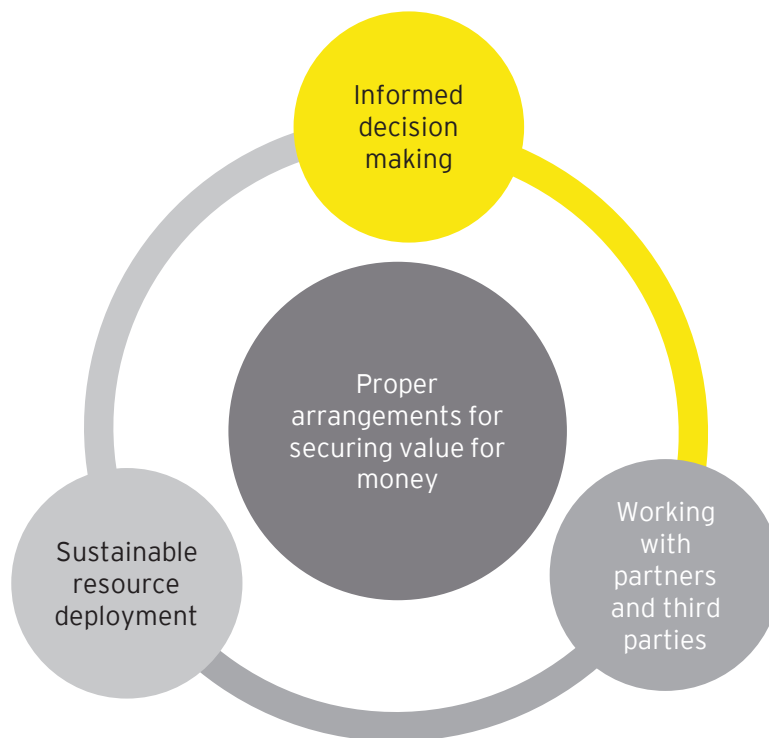 Informed
decision
making
Proper
arrangements for
securing value for
money
Sustainable
resource
deployment
Working
with
partners
and third
parties